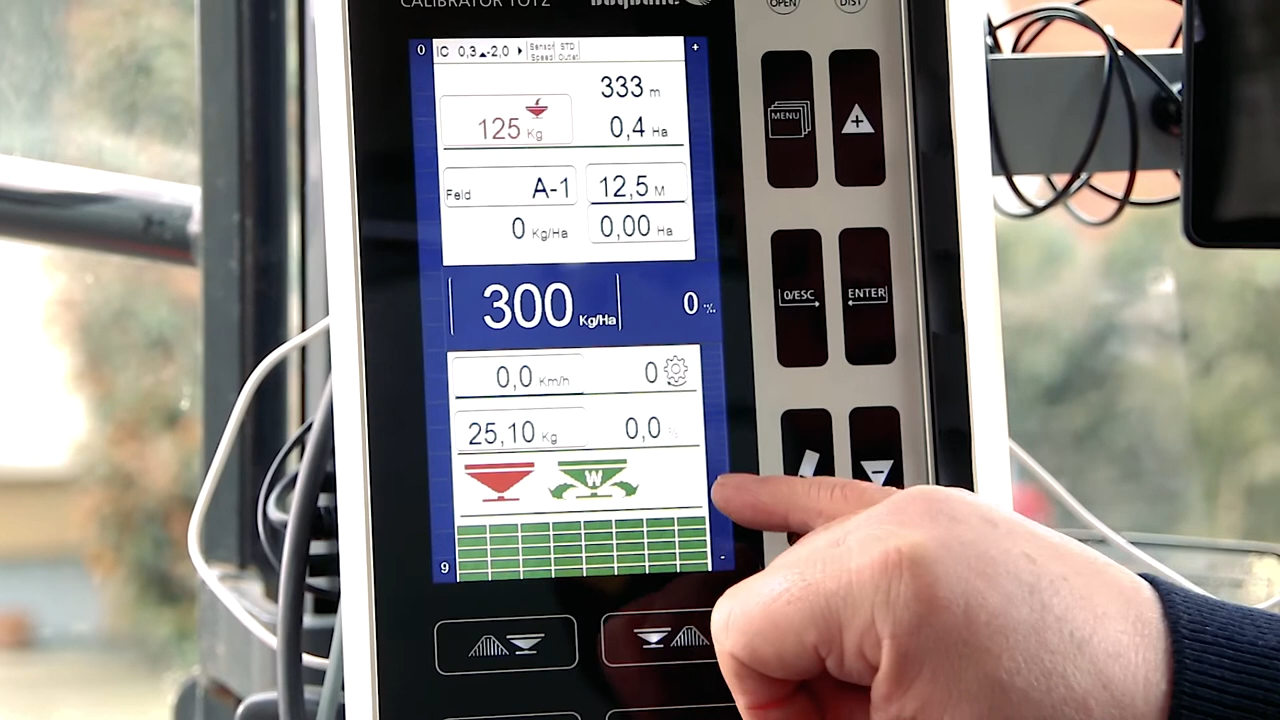 CALIBRATOR TOTZ
OPEN
DIST
0 IC 0,3 -2,0 Sensor Speed STD Outlet +
333 m
125 Kg
0,4 Ha
Feld A-1
12,5 M
0 Kg/Ha
0,00 Ha
300 Kg/Ha
0 %
0,0 Km/h
0
25,10 Kg
0,0 %
W
9 -
MENU
+
0/ESC
ENTER